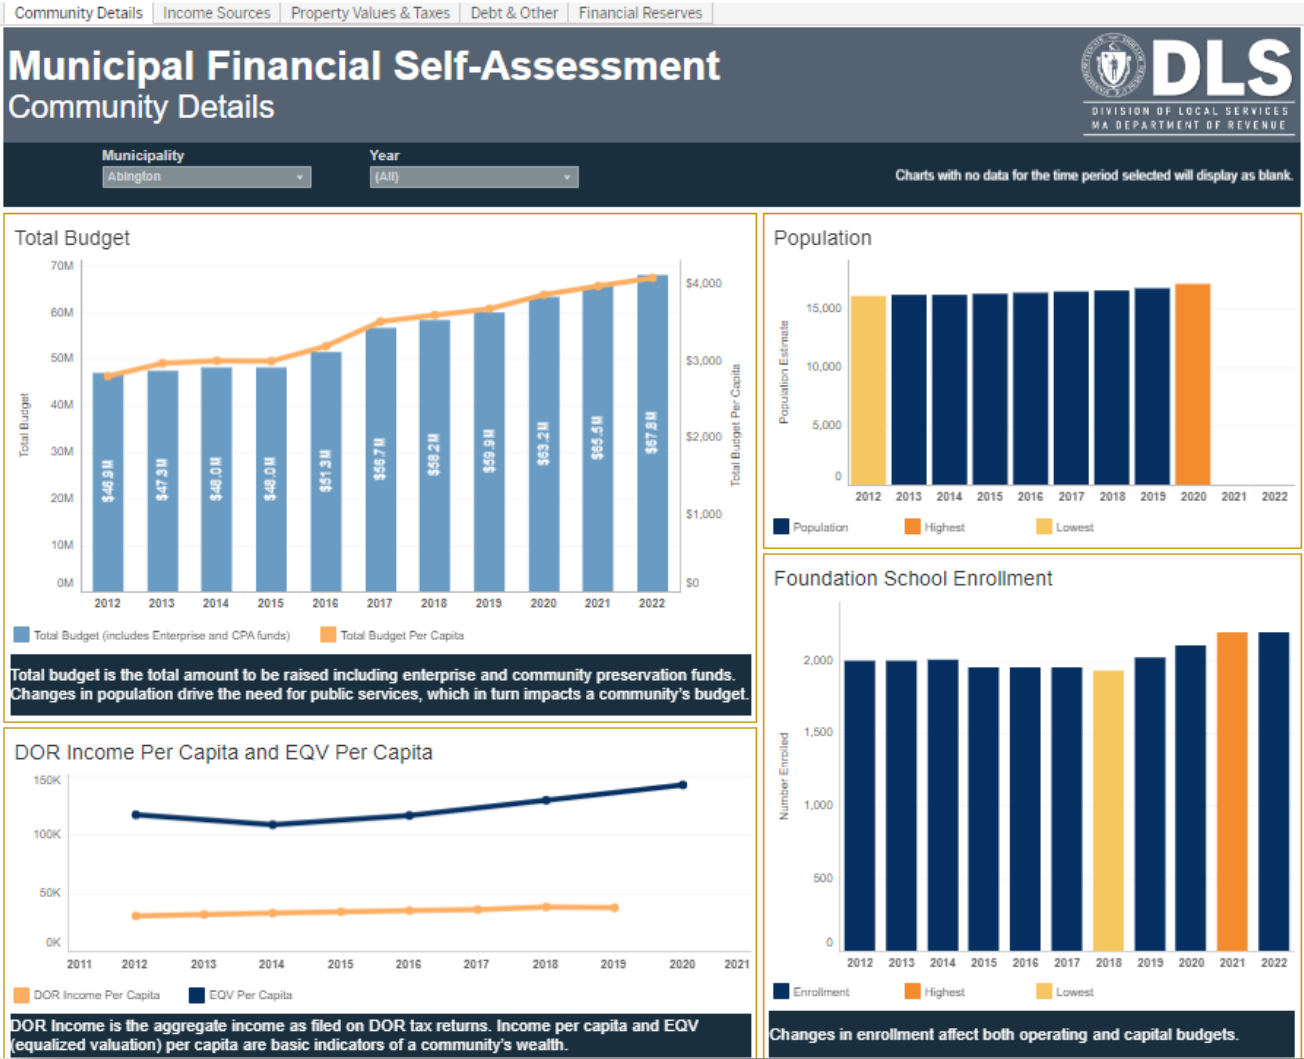 Community Details
Income Sources
Property Values & Taxes
Debt & Other
Financial Reserves
Municipal Financial Self-Assessment
Community Details
DLS
DIVISION OF LOCAL SERVICES
MA DEPARTMENT OF REVENUE
Municipality
Abington
Year
(All)
Charts with no data for the time period selected will display as blank.
Total Budget
70M
60M
50M
40M
30M
20M
10M
0M
Total Budget
$46.9M
$47.3M
$48.0M
$48.0M
$51.3M
$56.7M
$58.2M
$59.9M
$63.2M
$65.5M
$67.8M
$4,000
$3,000
$2,000
$1,000
$0
Total Budget Per Capita
2012 2013 2014 2015 2016 2017 2018 2019 2020 2021 2022
Total Budget (includes Enterprise and CPA funds)
Total Budget Per Capita
Total budget is the total amount to be raised including enterprise and community preservation funds.
Changes in population drive the need for public services, which in turn impacts a community's budget.
Population
15,000
10,000
5,000
0
Population Estimate
2012 2013 2014 2015 2016 2017 2018 2019 2020 2021 2022
Population
Highest
Lowest
DOR Income Per Capita and EQV Per Capita
150K
100K
50K
0K
2011 2012 2013 2014 2015 2016 2017 2018 2019 2020 2021
DOR Income Per Capita
EQV Per Capita
DOR Income is the aggregate income as filed on DOR tax returns. Income per capita and EQV
(equalized valuation) per capita are basic indicators of a community's wealth.
Foundation School Enrollment
2,000
1,500
1,000
500
0
Number Enrolled
2012 2013 2014 2015 2016 2017 2018 2019 2020 2021 2022
Enrollment
Highest
Lowest
Changes in enrollment affect both operating and capital budgets.